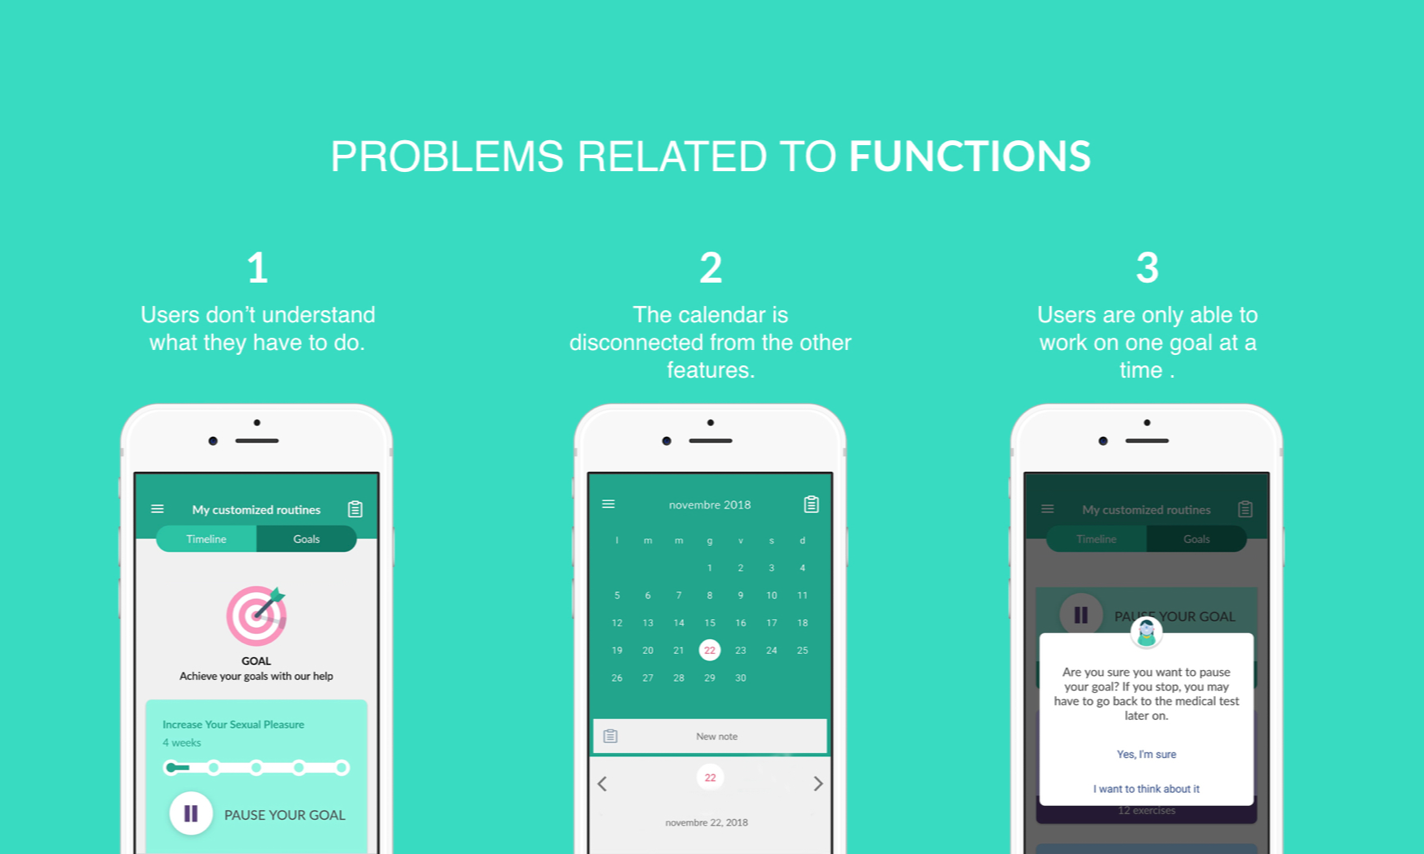 PROBLEMS RELATED TO FUNCTIONS
1
Users don't understand
what they have to do.
2
The calendar is
disconnected from the other
features.
3
Users are only able to
work on one goal at a
time .
My customized routines
Timeline
Goals
GOAL
Achieve your goals with our help
Increase Your Sexual Pleasure
4 weeks
PAUSE YOUR GOAL
novembre 2018
l m m g v s d
1 2 3 4
5 6 7 8 9 10 11
12 13 14 15 16 17 18
19 20 21 22 23 24 25
26 27 28 29 30
New note
22
novembre 22, 2018
My customized routines
Timeline
Goals
PAUSE YOUR GOAL
Are you sure you want to pause
your goal? If you stop, you may
have to go back to the medical test
later on.
Yes, I'm sure
I want to think about it
12 exercises